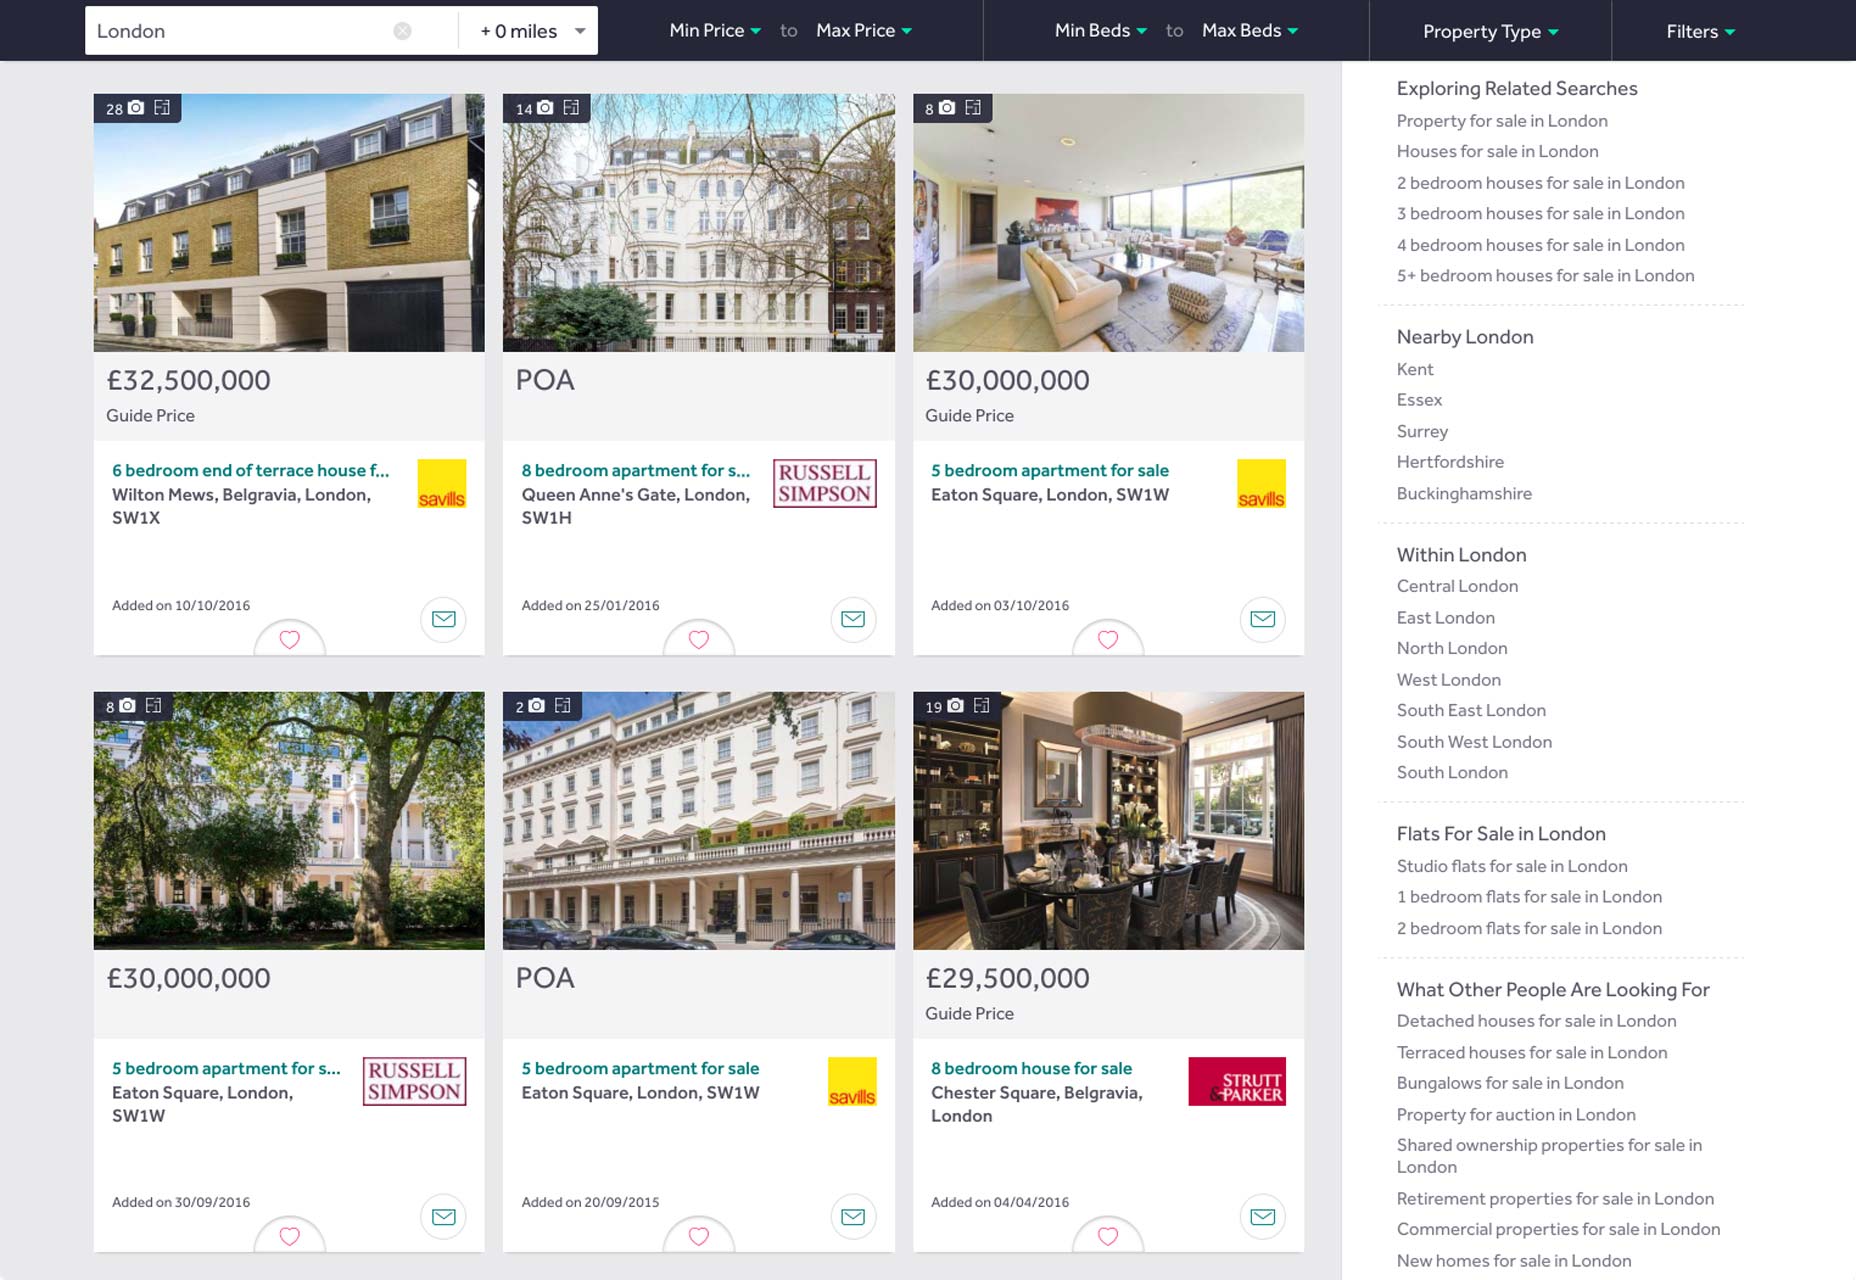 London
+ 0 miles
Min Price to Max Price
Min Beds to Max Beds
Property Type
Filters
28
£32,500,000
Guide Price
6 bedroom end of terrace house f...
Wilton Mews, Belgravia, London,
SW1X
savills
Added on 10/10/2016
14
POA
8 bedroom apartment for s...
Queen Anne's Gate, London,
SW1H
RUSSELL
SIMPSON
Added on 25/01/2016
8
£30,000,000
Guide Price
5 bedroom apartment for sale
Eaton Square, London, SW1W
savills
Added on 03/10/2016
8
£30,000,000
5 bedroom apartment for s...
Eaton Square, London,
SW1W
RUSSELL
SIMPSON
Added on 30/09/2016
2
POA
5 bedroom apartment for sale
Eaton Square, London, SW1W
savills
Added on 20/09/2015
19
£29,500,000
Guide Price
8 bedroom house for sale
Chester Square, Belgravia,
London
STRUTT
&PARKER
Added on 04/04/2016
Exploring Related Searches
Property for sale in London
Houses for sale in London
2 bedroom houses for sale in London
3 bedroom houses for sale in London
4 bedroom houses for sale in London
5+ bedroom houses for sale in London
Nearby London
Kent
Essex
Surrey
Hertfordshire
Buckinghamshire
Within London
Central London
East London
North London
West London
South East London
South West London
South London
Flats For Sale in London
Studio flats for sale in London
1 bedroom flats for sale in London
2 bedroom flats for sale in London
What Other People Are Looking For
Detached houses for sale in London
Terraced houses for sale in London
Bungalows for sale in London
Property for auction in London
Shared ownership properties for sale in
London
Retirement properties for sale in London
Commercial properties for sale in London
New homes for sale in London